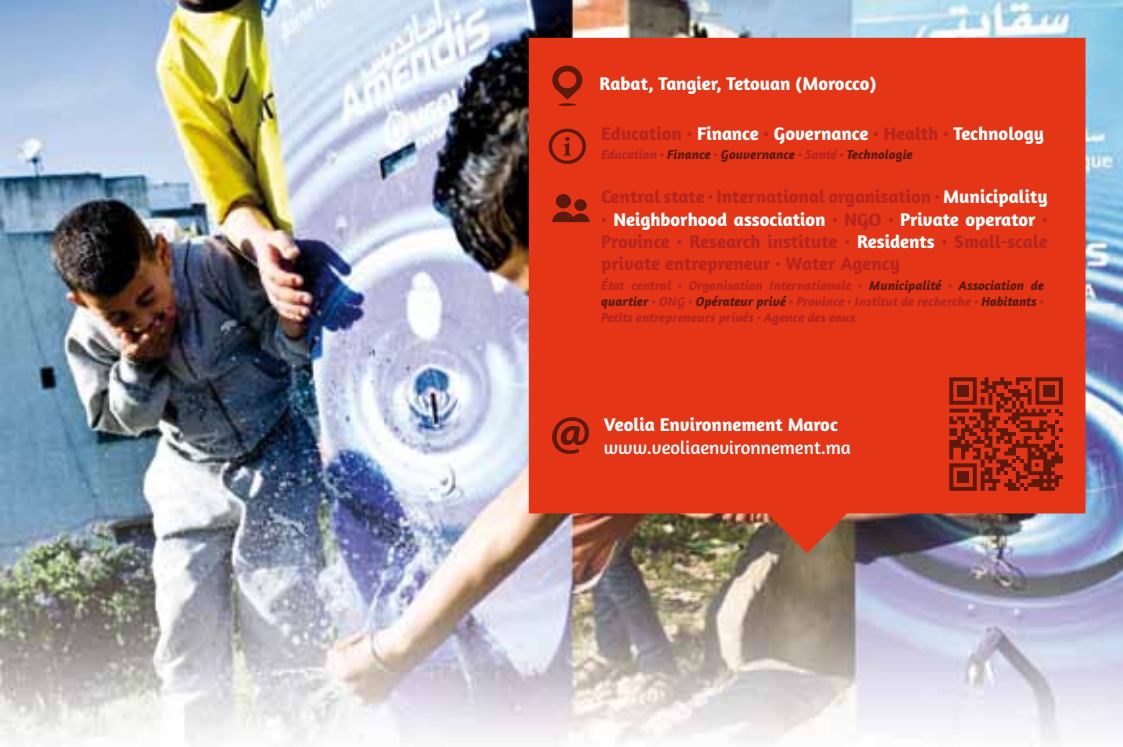 أمانديس
Amendis
سقايتي
Rabat, Tangier, Tetouan (Morocco)
Education • Finance • Governance • Health • Technology
Education • Finance • Gouvernance • Santé • Technologie
Central state • International organisation • Municipality
• Neighborhood association • NGO • Private operator •
Province • Research institute • Residents • Small-scale
private entrepreneur • Water Agency
État central • Organisation Internationale • Municipalité • Association de
quartier • ONG • Opérateur privé • Province • Institut de recherche • Habitants •
Petits entrepreneurs privés • Agence des eaux
@ Veolia Environnement Maroc
www.veoliaenvironnement.ma